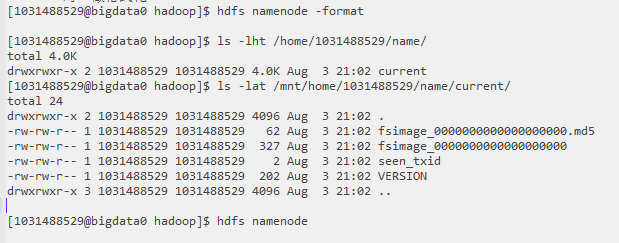 [1031488529@bigdata0 hadoop]$ hdfs namenode -format
[1031488529@bigdata0 hadoop]$ ls -lht /home/1031488529/name/
total 4.0K
drwxrwxr-x 2 1031488529 1031488529 4.0K Aug  3 21:02 current
[1031488529@bigdata0 hadoop]$ ls -lat /mnt/home/1031488529/name/current/
total 24
drwxrwxr-x 2 1031488529 1031488529 4096 Aug  3 21:02 .
-rw-rw-r-- 1 1031488529 1031488529   62 Aug  3 21:02 fsimage_0000000000000000000.md5
-rw-rw-r-- 1 1031488529 1031488529  327 Aug  3 21:02 fsimage_0000000000000000000
-rw-rw-r-- 1 1031488529 1031488529    2 Aug  3 21:02 seen_txid
-rw-rw-r-- 1 1031488529 1031488529  202 Aug  3 21:02 VERSION
drwxrwxr-x 3 1031488529 1031488529 4096 Aug  3 21:02 ..
[1031488529@bigdata0 hadoop]$ hdfs namenode